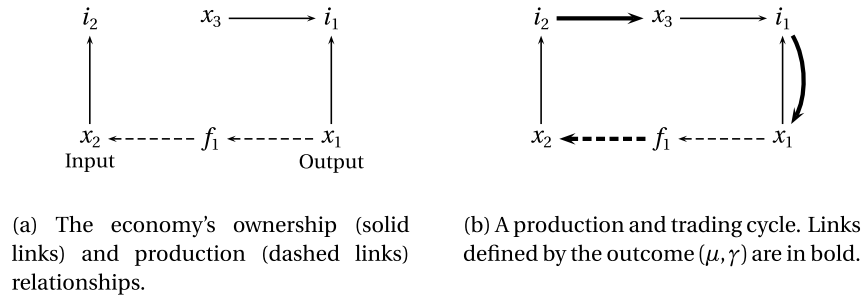 i₂ x₃ i₁ i₂ x₃ i₁
x₂ f₁ x₁ x₂ f₁ x₁
Input Output
(a) The economy’s ownership (solid
links) and production (dashed links)
relationships.
(b) A production and trading cycle. Links
defined by the outcome (μ, γ) are in bold.